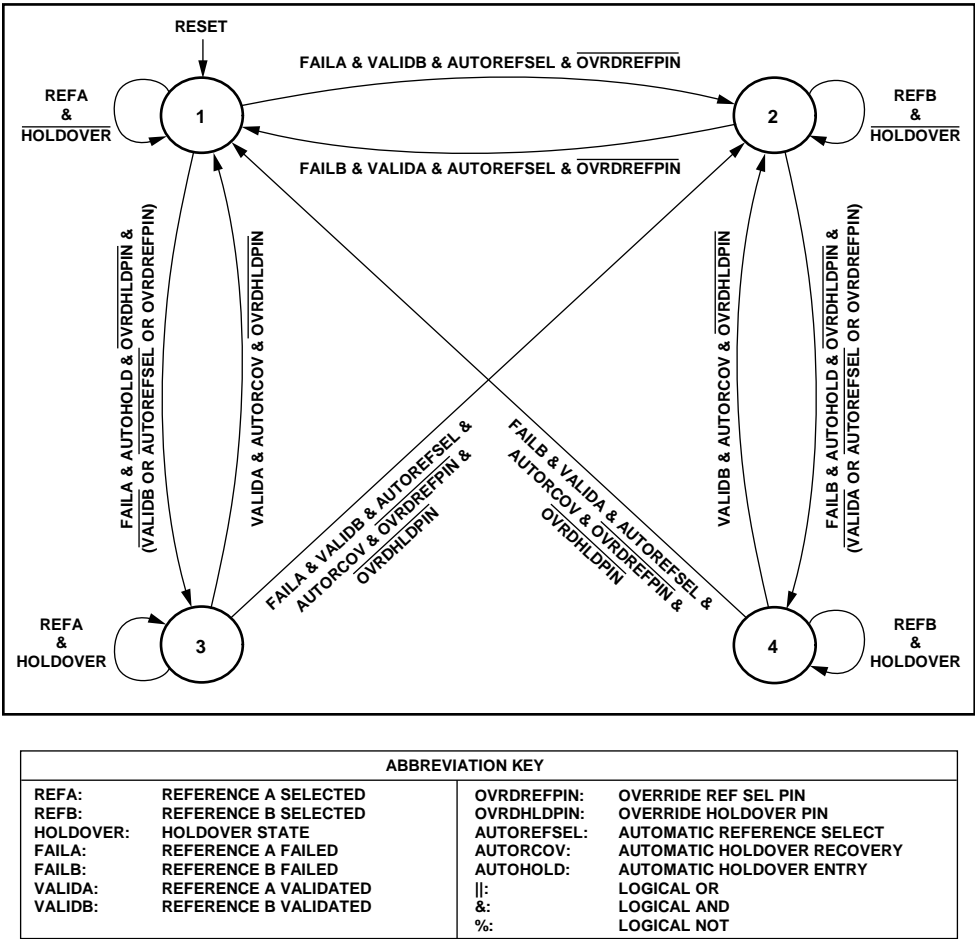 RESET
FAILA & VALIDB & AUTOREFSEL & OVRDREFPIN
REFA
&
HOLDOVER
1
2
REFB
&
HOLDOVER
FAILB & VALIDA & AUTOREFSEL & OVRDREFPIN
FAILA & AUTOHOLD & OVRDHLDPIN &
(VALIDB OR AUTOREFSEL OR OVRDREFPIN)
VALIDA & AUTORCOV & OVRDHLDPIN
FAILA & VALIDB & AUTOREFSEL &
AUTORCOV & OVRDREFPIN &
OVRDHLDPIN
FAILB & VALIDA & AUTOREFSEL &
AUTORCOV & OVRDREFPIN &
OVRDHLDPIN
VALIDB & AUTORCOV & OVRDHLDPIN
FAILB & AUTOHOLD & OVRDHLDPIN &
(VALIDA OR AUTOREFSEL OR OVRDREFPIN)
REFA
&
HOLDOVER
3
4
REFB
&
HOLDOVER
ABBREVIATION KEY
REFA: REFERENCE A SELECTED
REFB: REFERENCE B SELECTED
HOLDOVER: HOLDOVER STATE
FAILA: REFERENCE A FAILED
FAILB: REFERENCE B FAILED
VALIDA: REFERENCE A VALIDATED
VALIDB: REFERENCE B VALIDATED
OVRDREFPIN: OVERRIDE REF SEL PIN
OVRDHLDPIN: OVERRIDE HOLDOVER PIN
AUTOREFSEL: AUTOMATIC REFERENCE SELECT
AUTORCOV: AUTOMATIC HOLDOVER RECOVERY
AUTOHOLD: AUTOMATIC HOLDOVER ENTRY
||: LOGICAL OR
&: LOGICAL AND
%: LOGICAL NOT